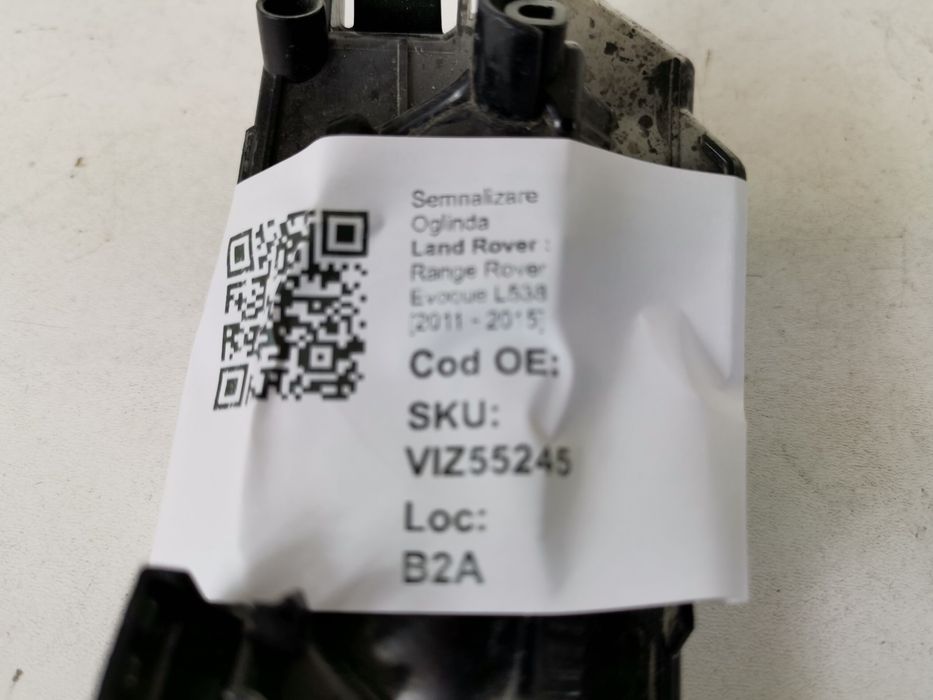 Semnalizare
Oglinda
Land Rover :
Range Rover
Evoque L538
[2011 - 2015]
Cod OE:
SKU:
VIZ55245
Loc:
B2A